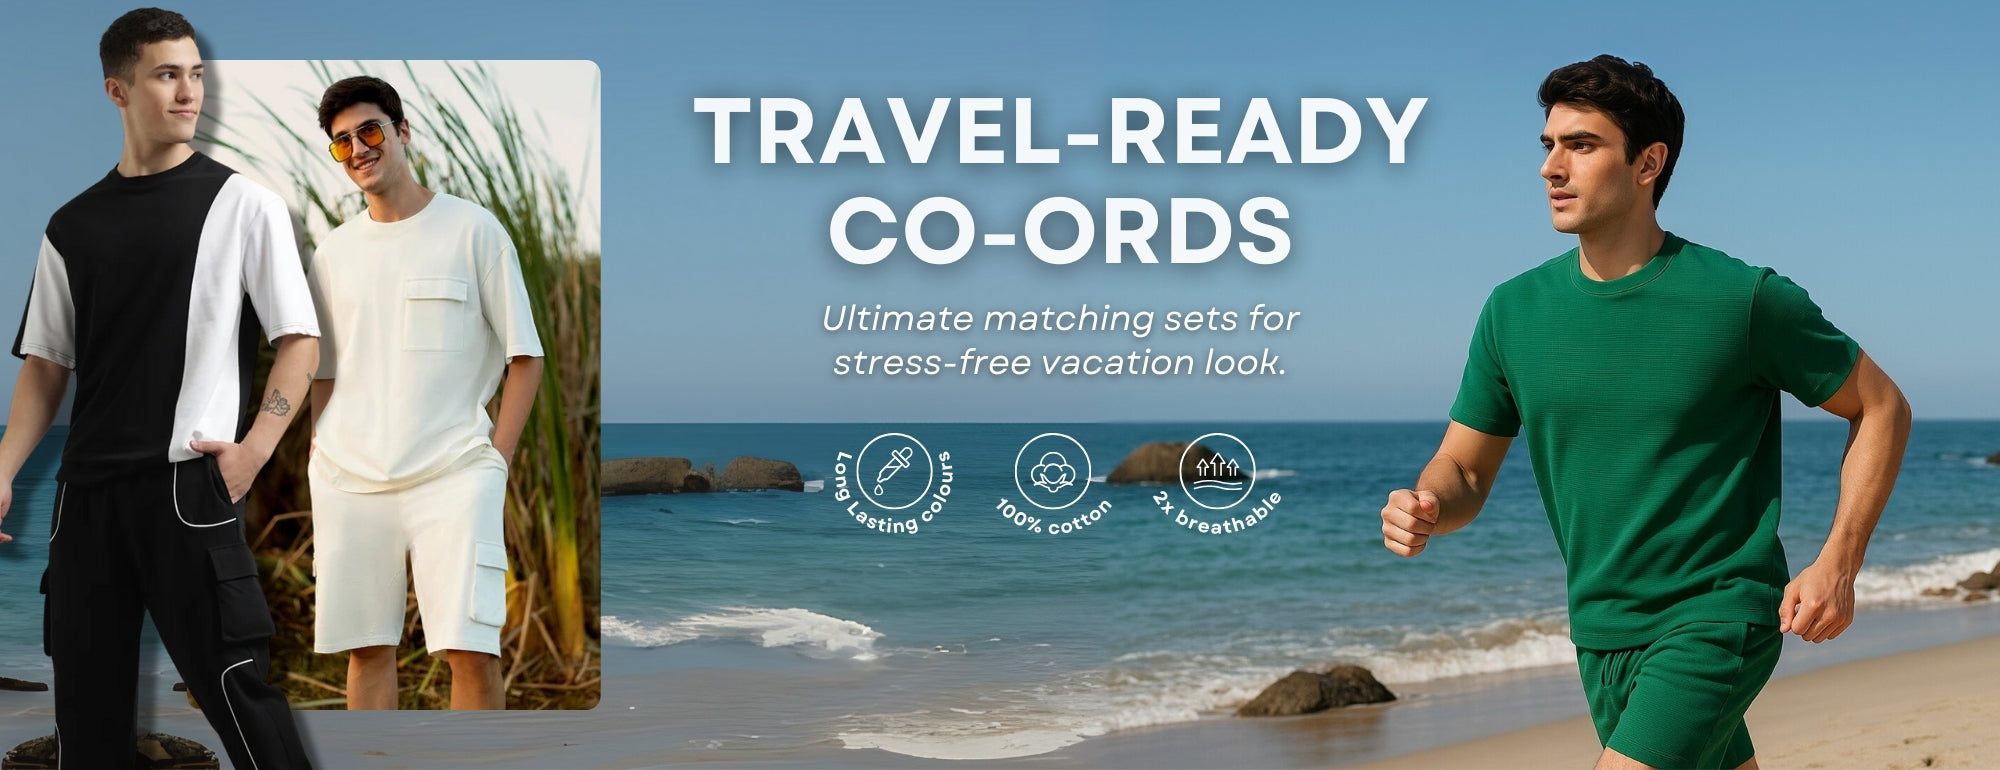 TRAVEL-READY
CO-ORDS
Ultimate matching sets for
stress-free vacation look.
Long Lasting colours
100% cotton
2x breathable